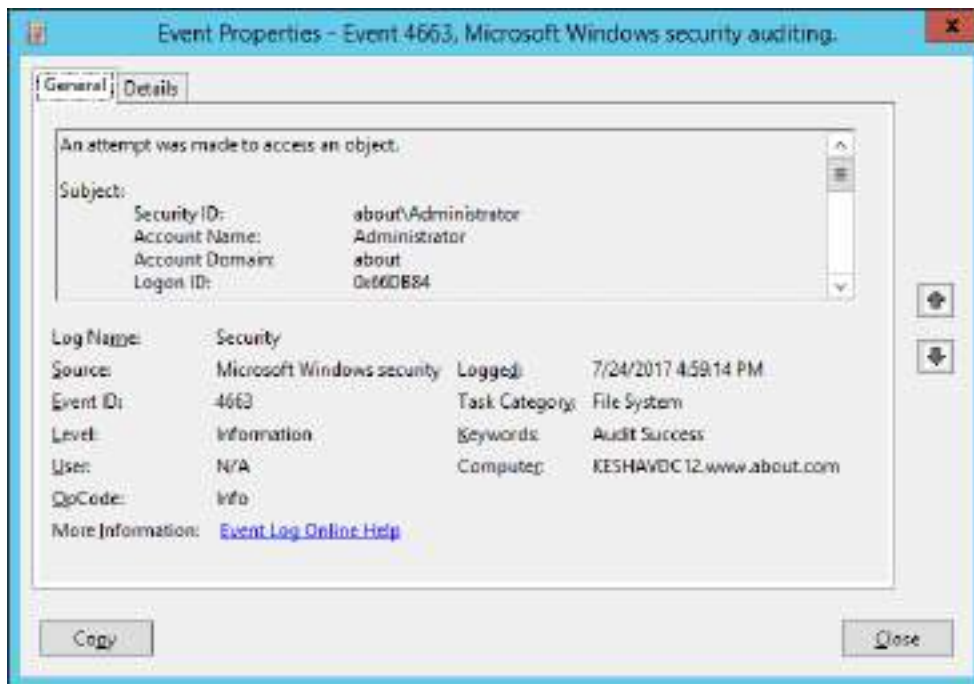 Event Properties - Event 4663, Microsoft Windows security auditing.
x
General Details
An attempt was made to access an object.
Subject:
Security ID: about\Administrator
Account Name: Administrator
Account Domain: about
Logon ID: 0x66DB84
Log Name: Security
Source: Microsoft Windows security Logged: 7/24/2017 4:59:14 PM
Event ID: 4663 Task Category: File System
Level: Information Keywords: Audit Success
User: N/A Computer: KESHAVDC12.www.about.com
OpCode: Info
More Information: Event Log Online Help
Copy Close